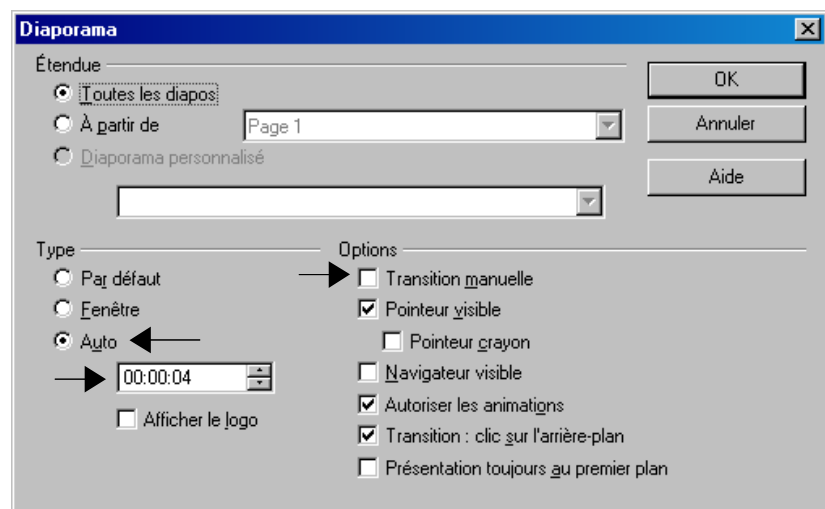 Diaporama
Étendue
Toutes les diapos
OK
À partir de
Page 1
Annuler
Diaporama personnalisé
Aide
Type
Options
Par défaut
Transition manuelle
Fenêtre
Pointeur visible
Auto
Pointeur crayon
00:00:04
Navigateur visible
Afficher le logo
Autoriser les animations
Transition : clic sur l'arrière-plan
Présentation toujours au premier plan